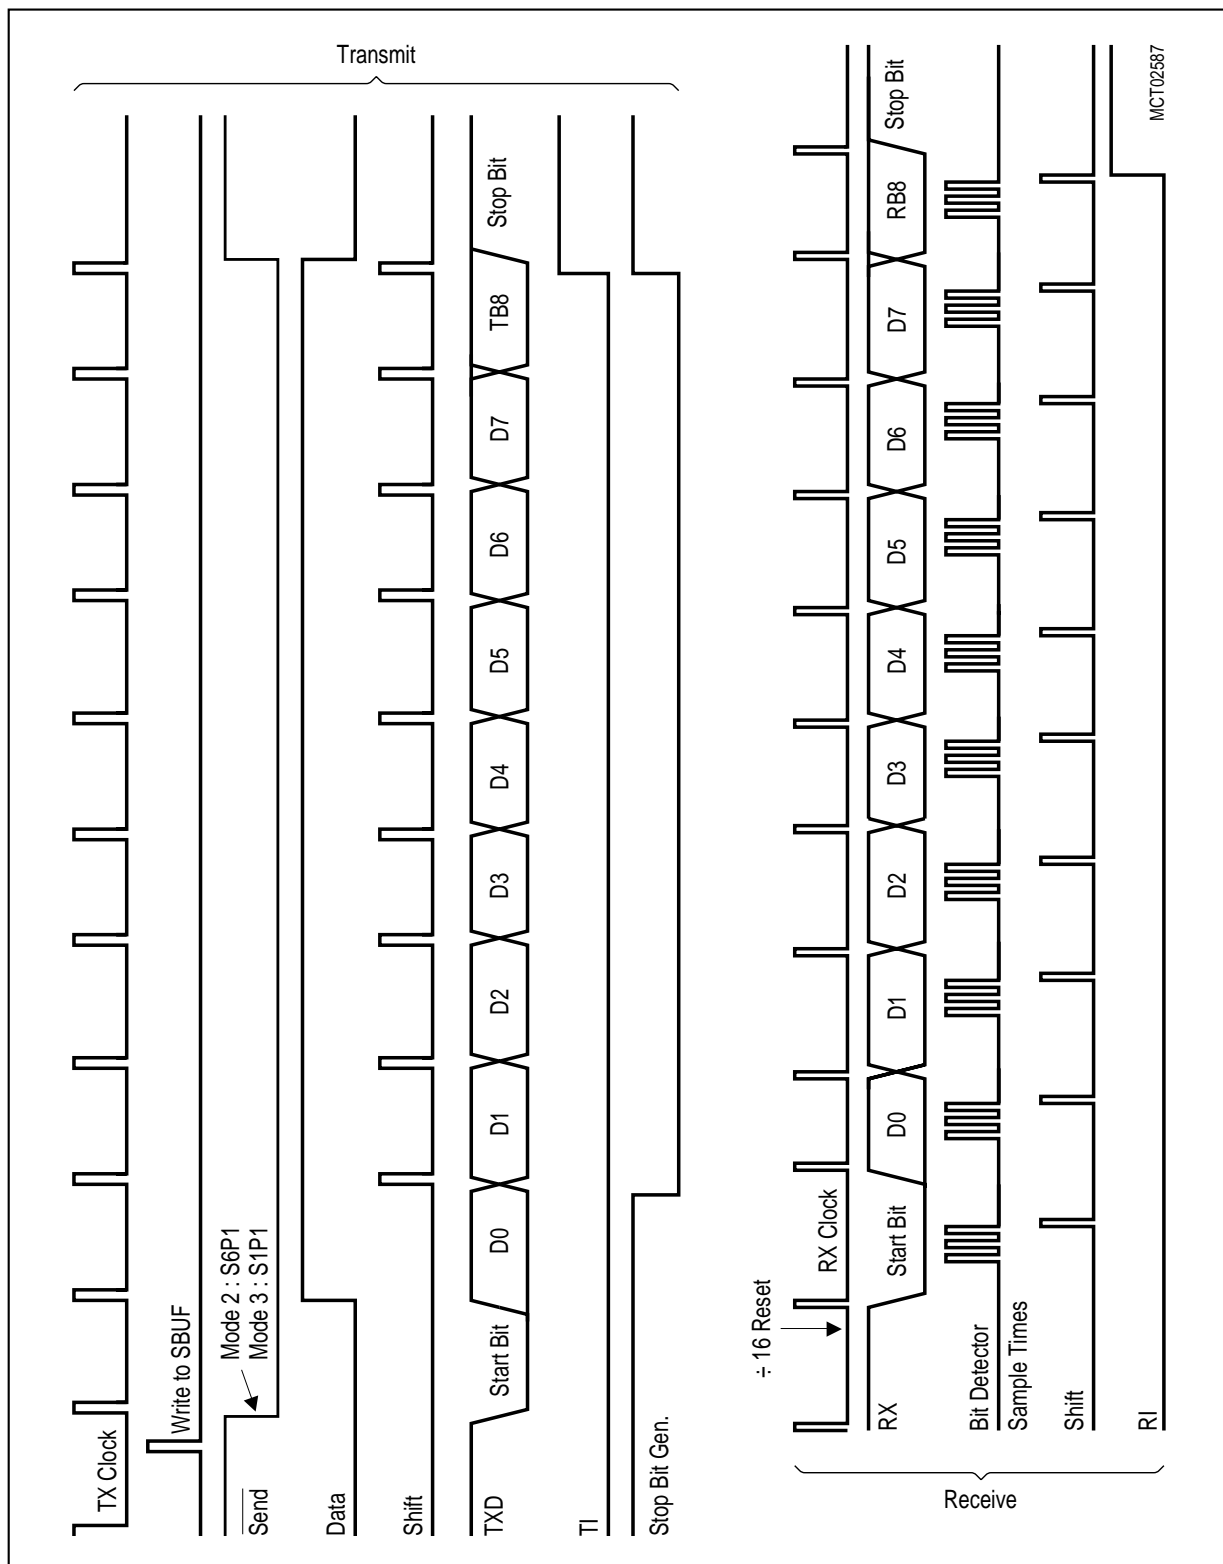 Transmit
TX Clock
Write to SBUF
Mode 2 : S6P1
Mode 3 : S1P1
Send
Data
Shift
TXD
Start Bit
D0
D1
D2
D3
D4
D5
D6
D7
TB8
Stop Bit
TI
Stop Bit Gen.
÷ 16 Reset
RX Clock
RX
Start Bit
D0
D1
D2
D3
D4
D5
D6
D7
RB8
Stop Bit
Bit Detector
Sample Times
Shift
RI
Receive
MCT02587